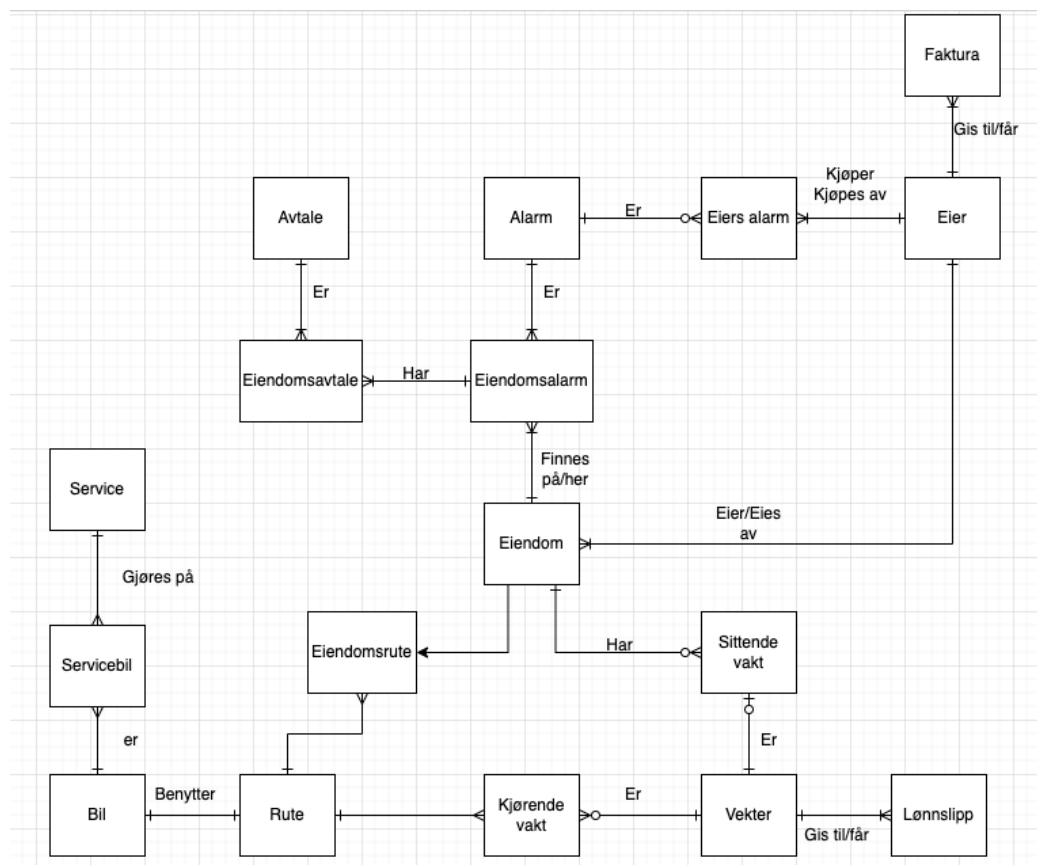 Faktura
Gis til/får
Kjøper
Kjøpes av
Avtale
Alarm
Er
Eiers alarm
Eier
Er
Er
Eiendomsavtale
Har
Eiendomsalarm
Finnes
på/her
Service
Eier/Eies
av
Eiendom
Gjøres på
Eiendomsrute
Har
Sittende
vakt
Servicebil
er
Er
Benytter
Er
Bil
Rute
Kjørende
vakt
Vekter
Lønnslipp
Gis til/får